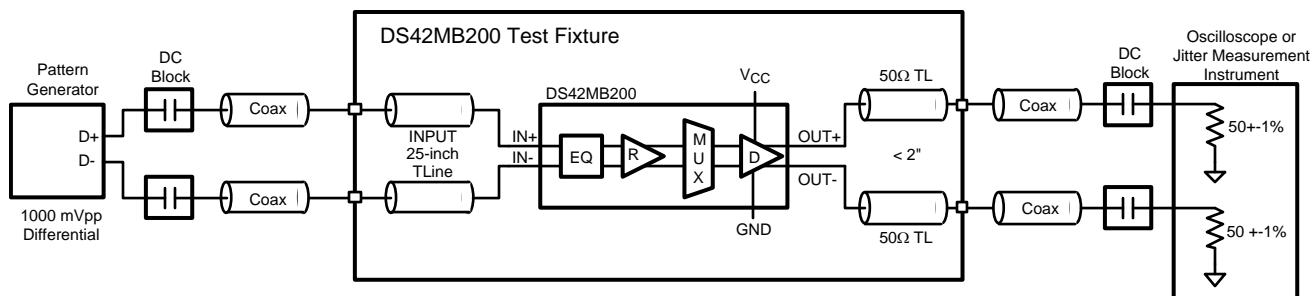 DS42MB200 Test Fixture
Pattern
Generator
D+
D-
1000 mVpp
Differential
DC
Block
Coax
Coax
INPUT
25-inch
TLine
IN+
IN-
DS42MB200
EQ
R
M
U
X
D
VCC
GND
OUT+
OUT-
50Ω TL
< 2"
50Ω TL
Coax
Coax
DC
Block
Oscilloscope or
Jitter Measurement
Instrument
50+-1%
50 +-1%